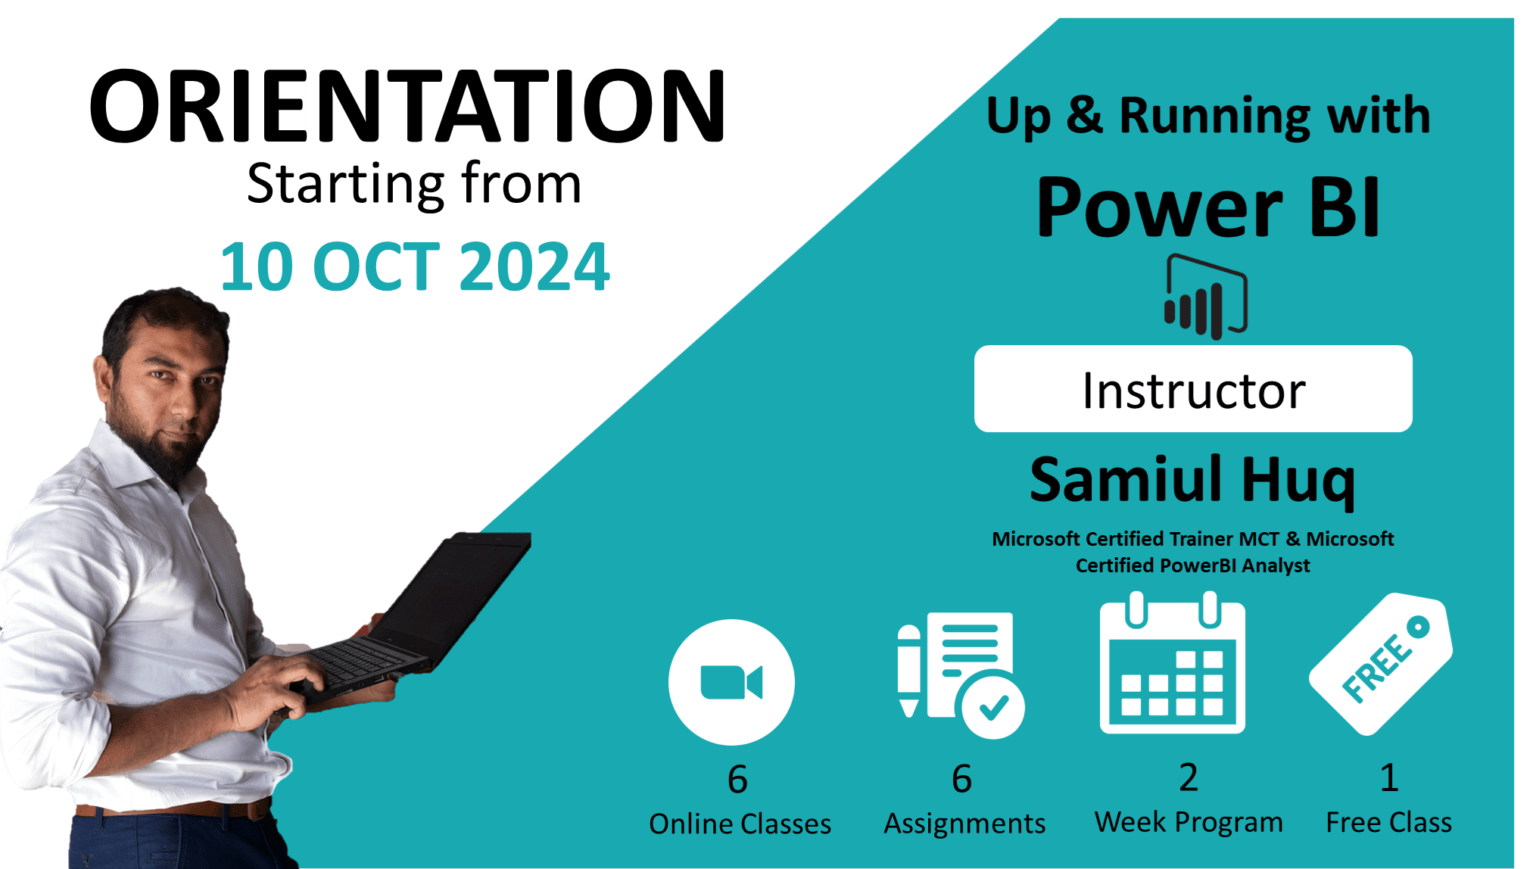 ORIENTATION
Starting from
10 OCT 2024
Up & Running with
Power BI
Instructor
Samiul Huq
Microsoft Certified Trainer MCT & Microsoft
Certified PowerBI Analyst
FREE
6
Online Classes
6
Assignments
2
Week Program
1
Free Class